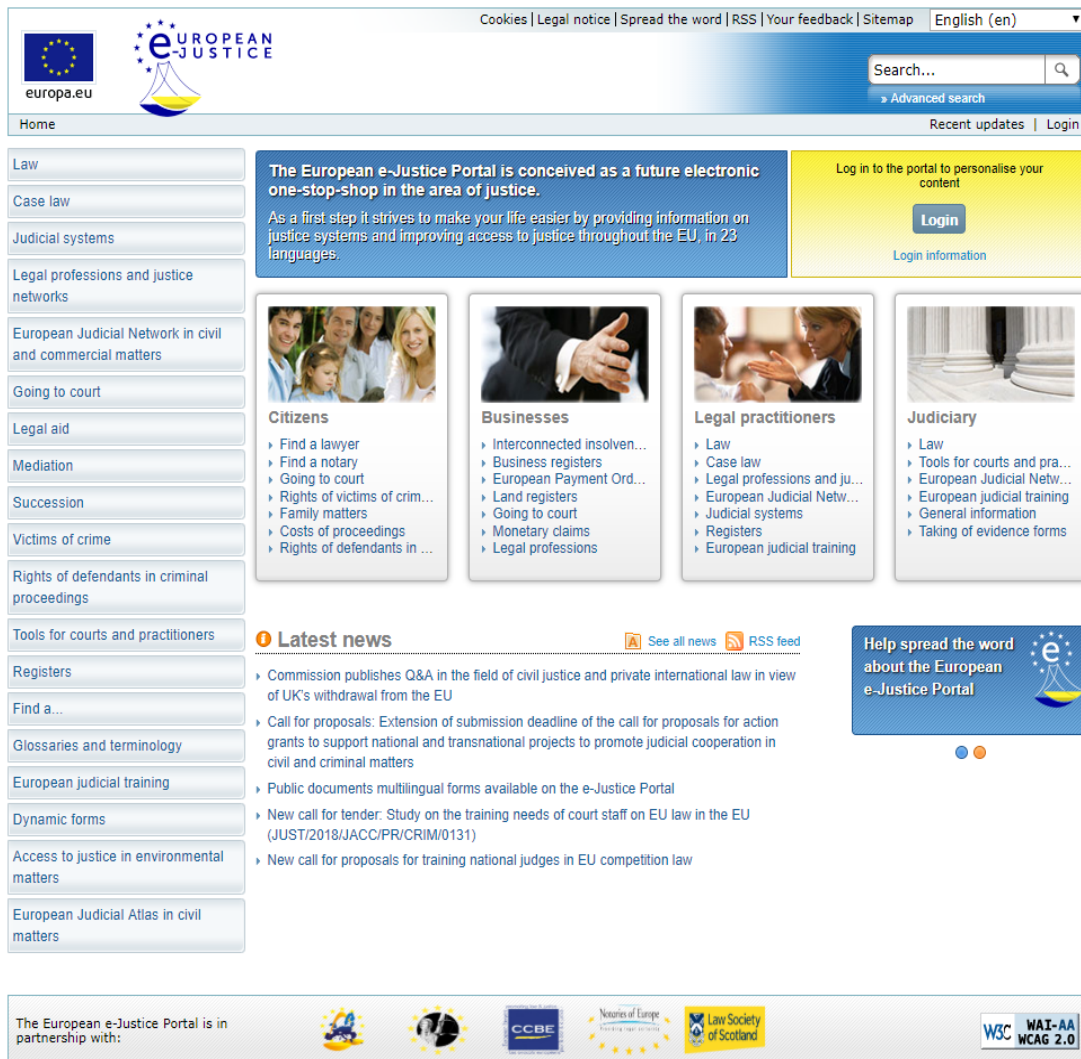 Cookies | Legal notice | Spread the word | RSS | Your feedback | Sitemap
English (en)
europa.eu
EUROPEAN
e-JUSTICE
Search...
» Advanced search
Home
Recent updates | Login
Law
Case law
Judicial systems
Legal professions and justice
networks
European Judicial Network in civil
and commercial matters
Going to court
Legal aid
Mediation
Succession
Victims of crime
Rights of defendants in criminal
proceedings
Tools for courts and practitioners
Registers
Find a...
Glossaries and terminology
European judicial training
Dynamic forms
Access to justice in environmental
matters
European Judicial Atlas in civil
matters
The European e-Justice Portal is conceived as a future electronic
one-stop-shop in the area of justice.
As a first step it strives to make your life easier by providing information on
justice systems and improving access to justice throughout the EU, in 23
languages.
Log in to the portal to personalise your
content
Login
Login information
Citizens
Find a lawyer
Find a notary
Going to court
Rights of victims of crim...
Family matters
Costs of proceedings
Rights of defendants in ...
Businesses
Interconnected insolven...
Business registers
European Payment Ord...
Land registers
Going to court
Monetary claims
Legal professions
Legal practitioners
Law
Case law
Legal professions and ju...
European Judicial Netw...
Judicial systems
Registers
European judicial training
Judiciary
Law
Tools for courts and pra...
European Judicial Netw...
European judicial training
General information
Taking of evidence forms
Latest news
See all news
RSS feed
Commission publishes Q&A in the field of civil justice and private international law in view
of UK's withdrawal from the EU
Call for proposals: Extension of submission deadline of the call for proposals for action
grants to support national and transnational projects to promote judicial cooperation in
civil and criminal matters
Public documents multilingual forms available on the e-Justice Portal
New call for tender: Study on the training needs of court staff on EU law in the EU
(JUST/2018/JACC/PR/CRIM/0131)
New call for proposals for training national judges in EU competition law
Help spread the word
about the European
e-Justice Portal
e
The European e-Justice Portal is in
partnership with:
CCBE
Notaries of Europe
Law Society
of Scotland
W3C WAI-AA
WCAG 2.0